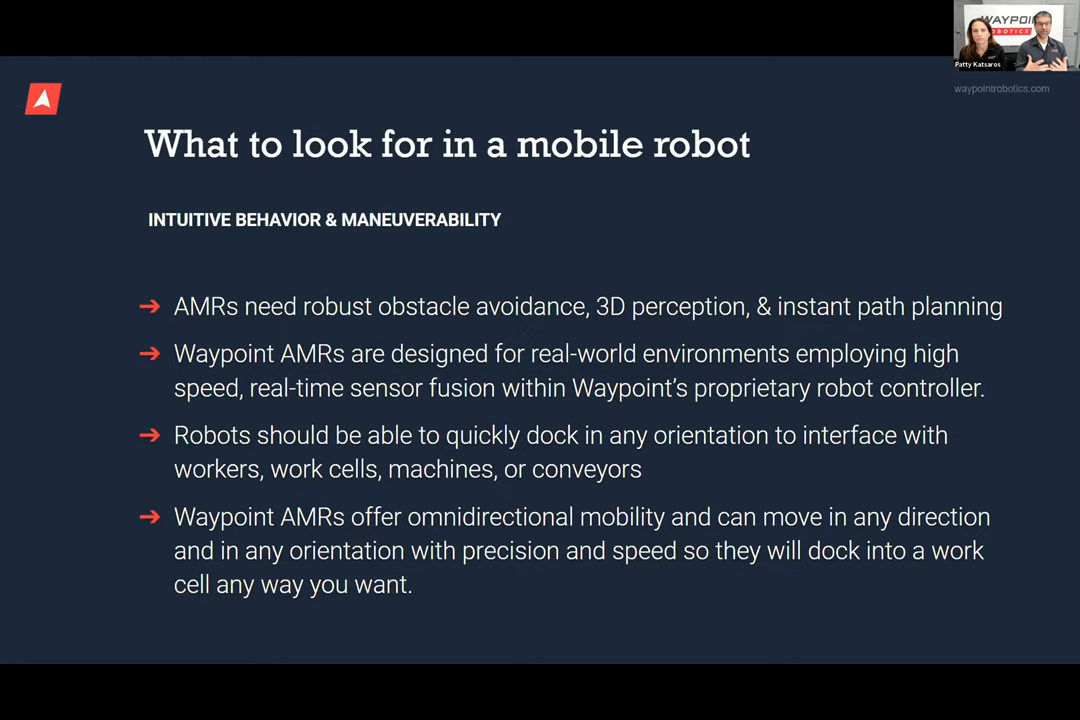 WAYPOI
ROBOTICS
Patty Katsaros
waypointrobotics.com
What to look for in a mobile robot
INTUITIVE BEHAVIOR & MANEUVERABILITY
➔ AMRs need robust obstacle avoidance, 3D perception, & instant path planning
➔ Waypoint AMRs are designed for real-world environments employing high
speed, real-time sensor fusion within Waypoint’s proprietary robot controller.
➔ Robots should be able to quickly dock in any orientation to interface with
workers, work cells, machines, or conveyors
➔ Waypoint AMRs offer omnidirectional mobility and can move in any direction
and in any orientation with precision and speed so they will dock into a work
cell any way you want.